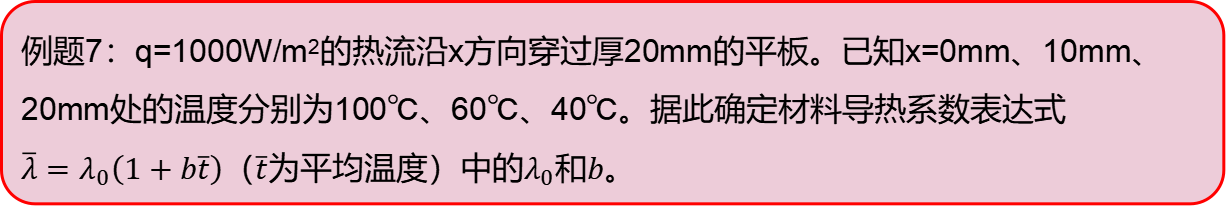 例题7：q=1000W/m²的热流沿x方向穿过厚20mm的平板。已知x=0mm、10mm、
20mm处的温度分别为100℃、60℃、40℃。据此确定材料导热系数表达式
λ̄ = λ₀(1 + bt̄)（t̄为平均温度）中的λ₀和b。